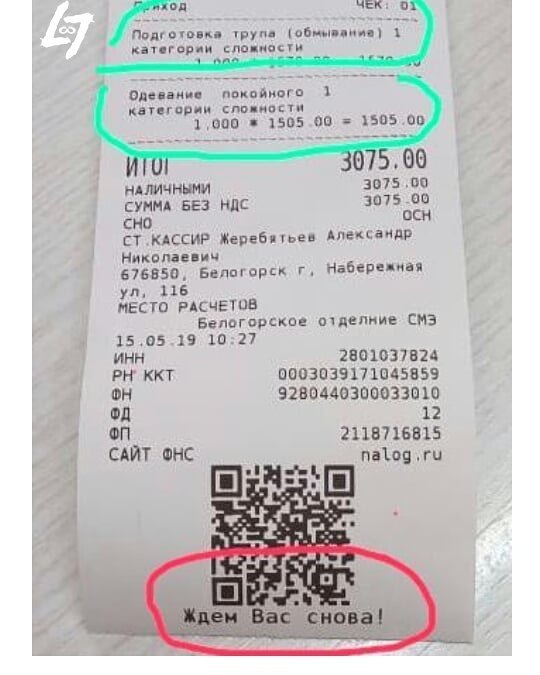 Приход ЧЕК: 01
Подготовка трупа (обмывание) 1
категории сложности
Одевание покойного 1
категории сложности
1.000 * 1505.00 = 1505.00
ИТОГ 3075.00
НАЛИЧНЫМИ 3075.00
СУММА БЕЗ НДС 3075.00
СНО ОСН
СТ.КАССИР Жеребятьев Александр
Николаевич
676850, Белогорск г, Набережная
ул, 116
МЕСТО РАСЧЕТОВ
Белогорское отделние СМЭ
15.05.19 10:27
ИНН 2801037824
РН ККТ 0003039171045859
ФН 9280440300033010
ФД 12
ФП 2118716815
САЙТ ФНС nalog.ru
Ждем Вас снова!